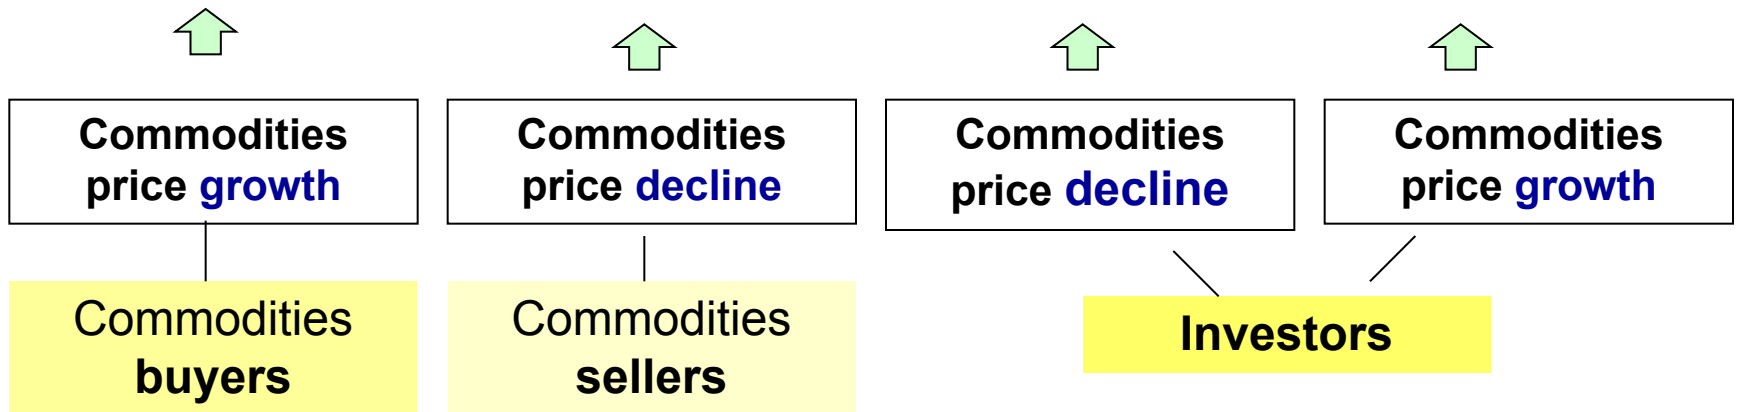 Commodities
price growth
Commodities
price decline
Commodities
price decline
Commodities
price growth
Commodities
buyers
Commodities
sellers
Investors